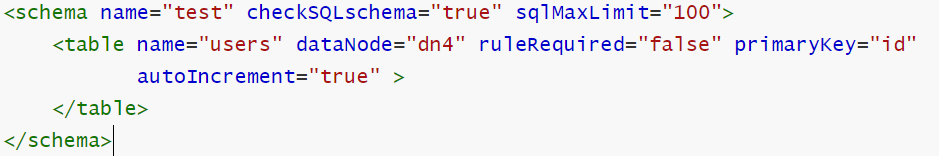 <schema name="test" checkSQLschema="true" sqlMaxLimit="100">
<table name="users" dataNode="dn4" ruleRequired="false" primaryKey="id"
autoIncrement="true" >
</table>
</schema>